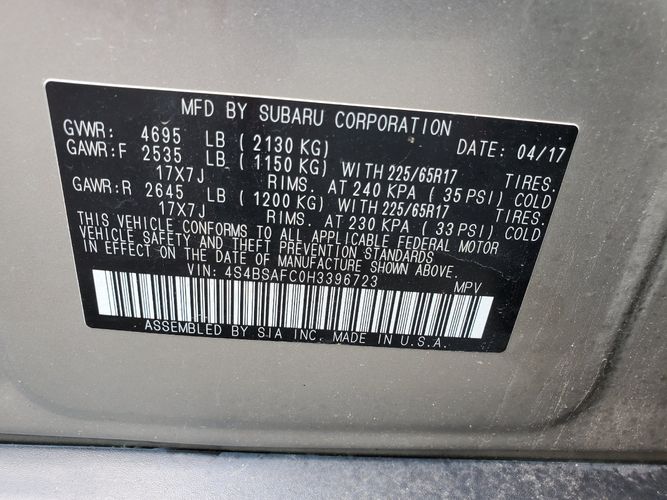 MFD BY SUBARU CORPORATION
GVWR: 4695 LB ( 2130 KG) DATE: 04/17
GAWR:F 2535 LB ( 1150 KG) WITH 225/65R17 TIRES.
17X7J RIMS. AT 240 KPA ( 35 PSI) COLD
GAWR:R 2645 LB ( 1200 KG) WITH 225/65R17 TIRES.
17X7J RIMS. AT 230 KPA ( 33 PSI) COLD
THIS VEHICLE CONFORMS TO ALL APPLICABLE FEDERAL MOTOR
VEHICLE SAFETY AND THEFT PREVENTION STANDARDS
IN EFFECT ON THE DATE OF MANUFACTURE SHOWN ABOVE.
VIN: 4S4BSAFC0H3396723 MPV
ASSEMBLED BY SIA INC. MADE IN U.S.A.